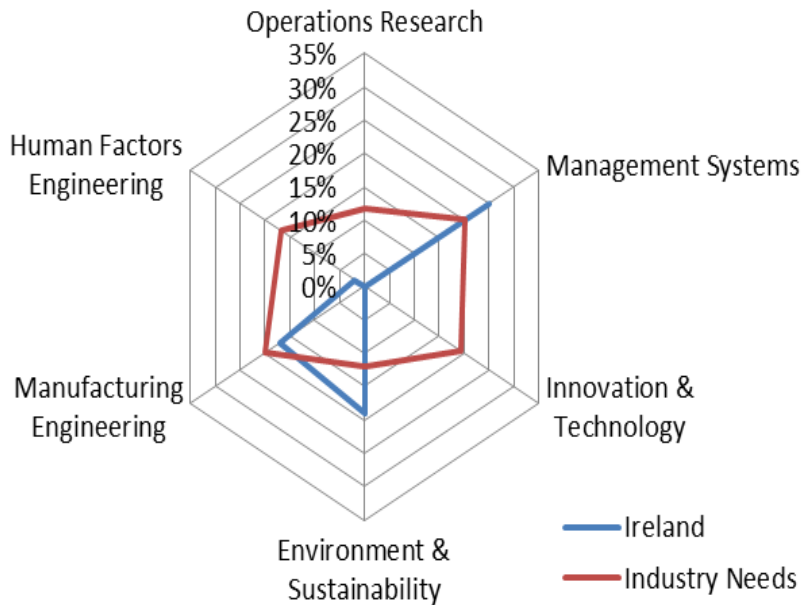 Operations Research
35%
30%
25%
20%
15%
10%
5%
0%
Human Factors
Engineering
Management Systems
Manufacturing
Engineering
Innovation &
Technology
Environment &
Sustainability
Ireland
Industry Needs